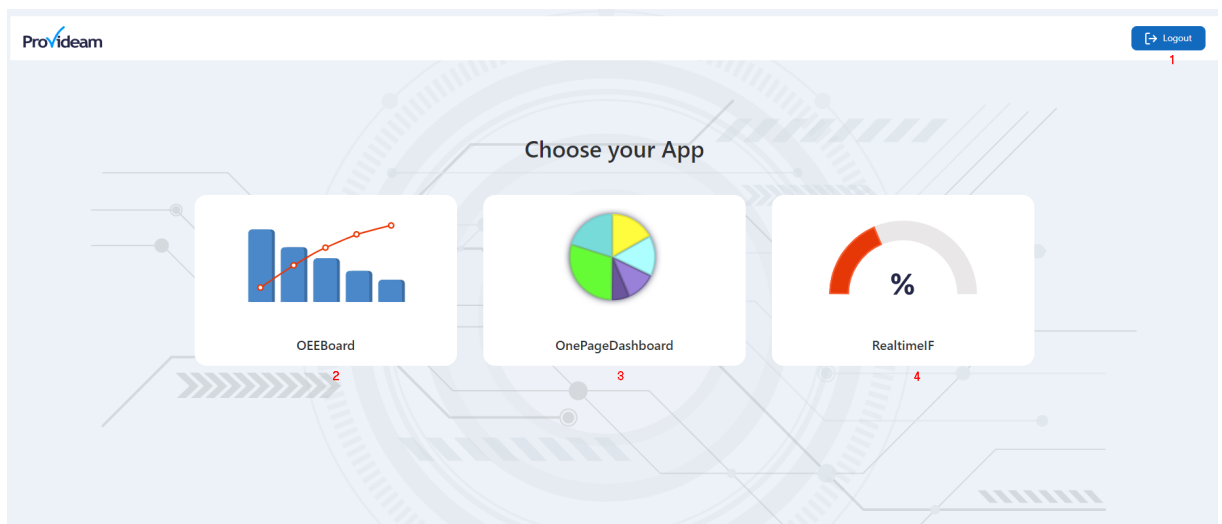 Provideam
Logout
1
Choose your App
%
OEEBoard
OnePageDashboard
RealtimeIF
2
3
4